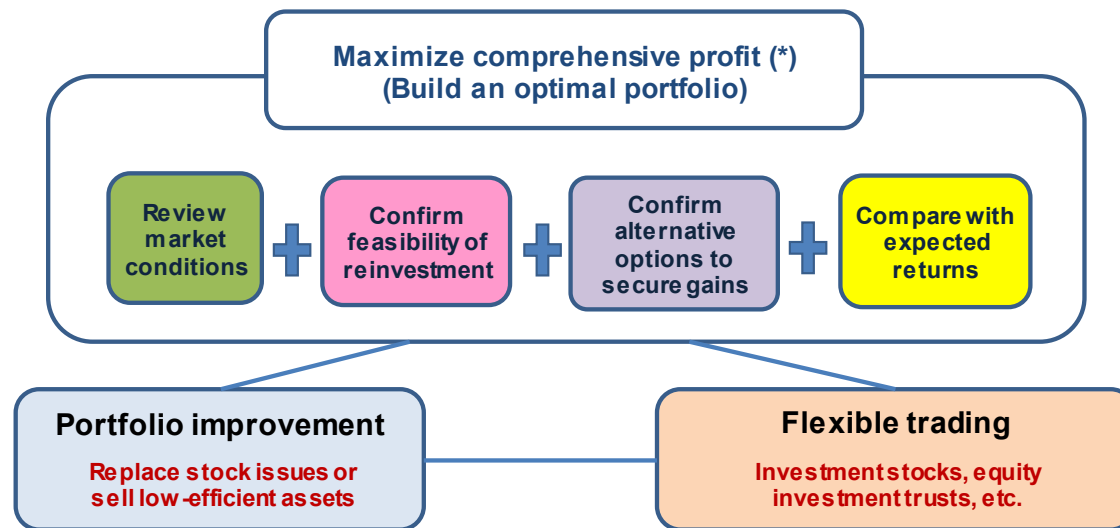 Maximize comprehensive profit (*)
(Build an optimal portfolio)
Review
market
conditions
Confirm
feasibility of
reinvestment
Confirm
alternative
options to
secure gains
Compare with
expected
returns
Portfolio improvement
Replace stock issues or
sell low-efficient assets
Flexible trading
Investment stocks, equity
investment trusts, etc.